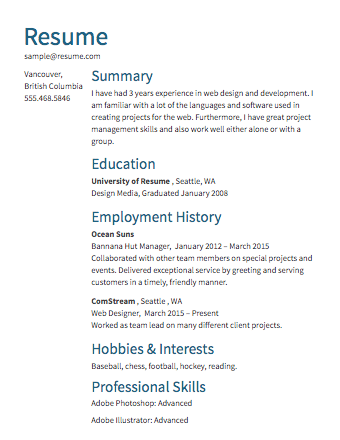 Resume
sample@resume.com
Vancouver,
British Columbia
555.468.5846
Summary
I have had 3 years experience in web design and development. I
am familiar with a lot of the languages and software used in
creating projects for the web. Furthermore, I have great project
management skills and also work well either alone or with a
group.
Education
University of Resume , Seattle, WA
Design Media, Graduated January 2008
Employment History
Ocean Suns
Bannana Hut Manager, January 2012 – March 2015
Collaborated with other team members on special projects and
events. Delivered exceptional service by greeting and serving
customers in a timely, friendly manner.
ComStream , Seattle , WA
Web Designer, March 2015 – Present
Worked as team lead on many different client projects.
Hobbies & Interests
Baseball, chess, football, hockey, reading.
Professional Skills
Adobe Photoshop: Advanced
Adobe Illustrator: Advanced